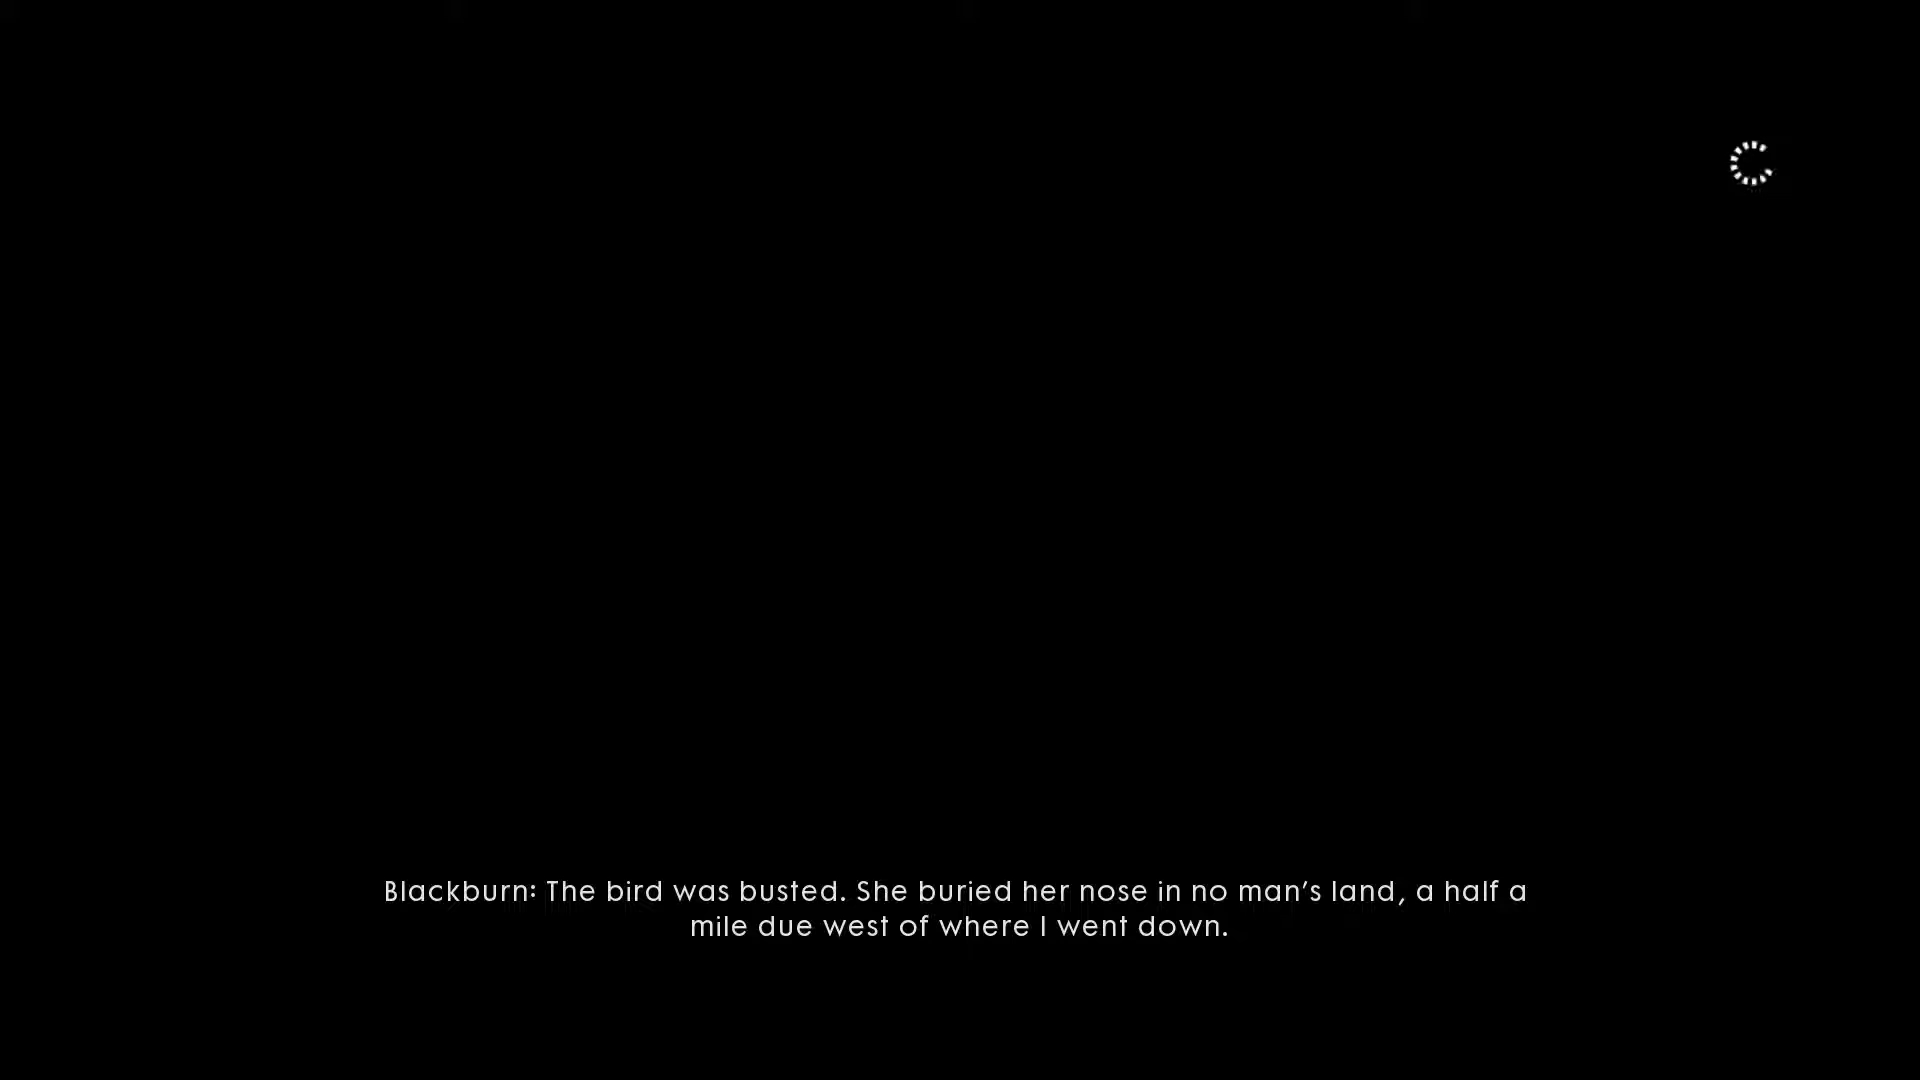 Blackburn: The bird was busted. She buried her nose in no man’s land, a half a
mile due west of where I went down.